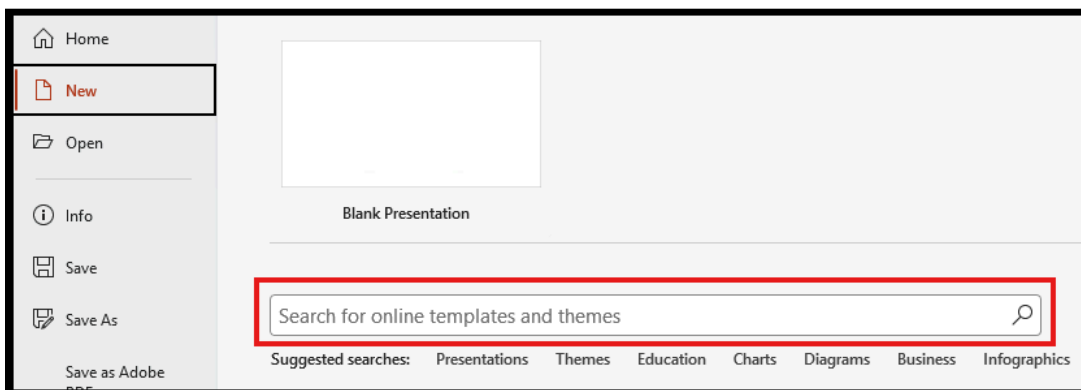 Home
New
Open
Info
Save
Save As
Save as Adobe
Blank Presentation
Search for online templates and themes
Suggested searches: Presentations Themes Education Charts Diagrams Business Infographics